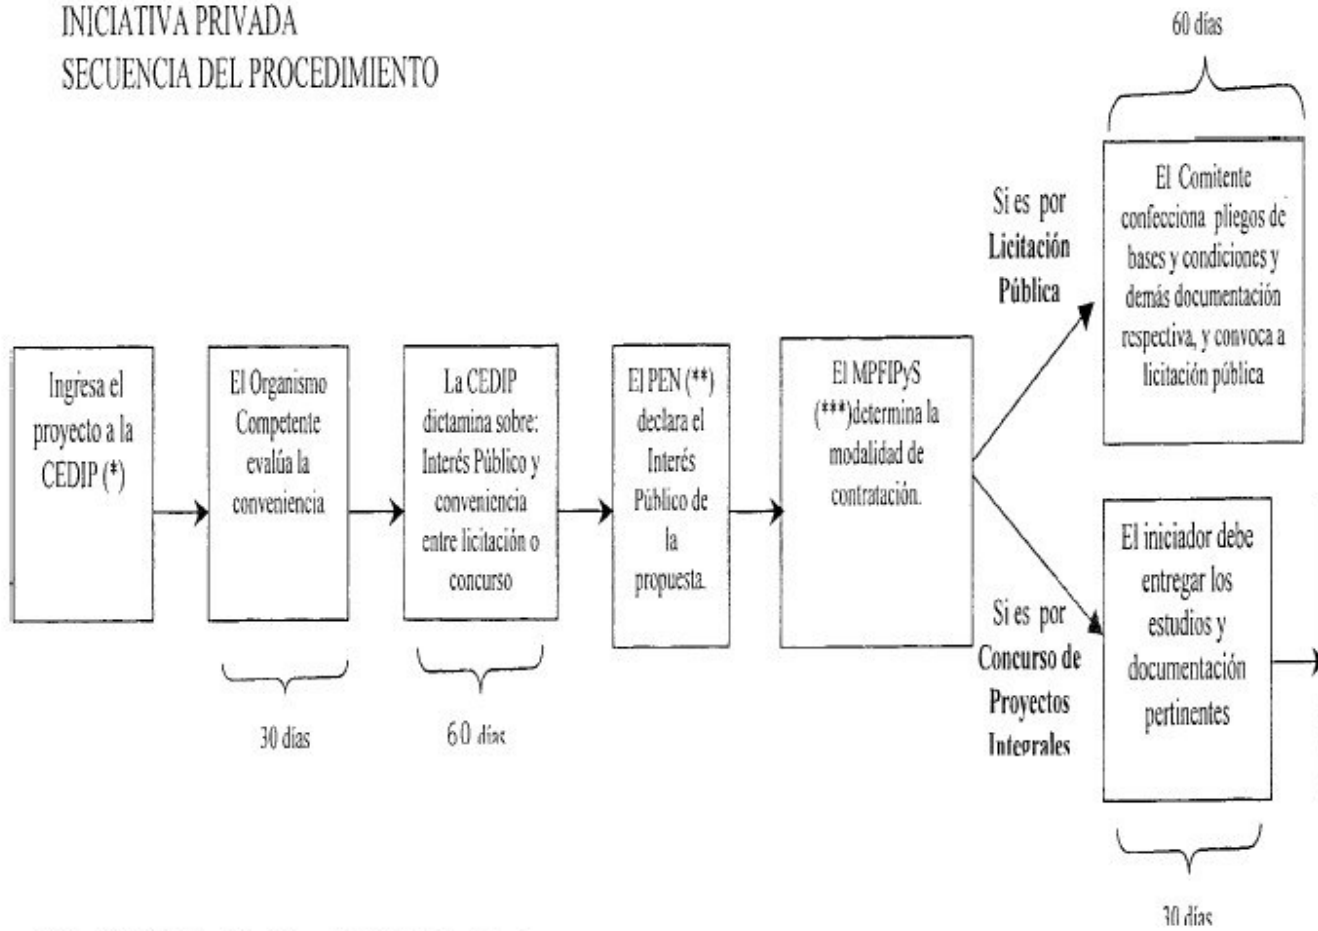 INICIATIVA PRIVADA
SECUENCIA DEL PROCEDIMIENTO
60 días
Ingresa el
proyecto a la
CEDIP (*)
El Organismo
Competente
evalúa la
conveniencia
30 días
La CEDIP
dictamina sobre:
Interés Público y
conveniencia
entre licitación o
concurso
60 días
El PEN (**)
declara el
Interés
Público de
la
propuesta.
El MPFIPyS
(***)determina la
modalidad de
contratación.
Si es por
Licitación
Pública
El Comitente
confecciona pliegos de
bases y condiciones y
demás documentación
respectiva, y convoca a
licitación pública
Si es por
Concurso de
Proyectos
Integrales
El iniciador debe
entregar los
estudios y
documentación
pertinentes
30 días